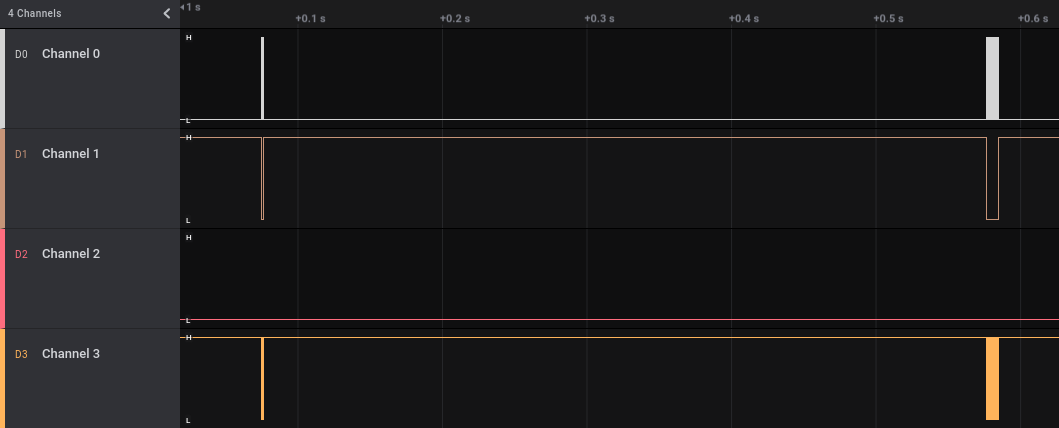 4 Channels
1 s
+0.1 s +0.2 s +0.3 s +0.4 s +0.5 s +0.6 s
H
D0 Channel 0
L
H
D1 Channel 1
L
H
D2 Channel 2
L
H
D3 Channel 3
L